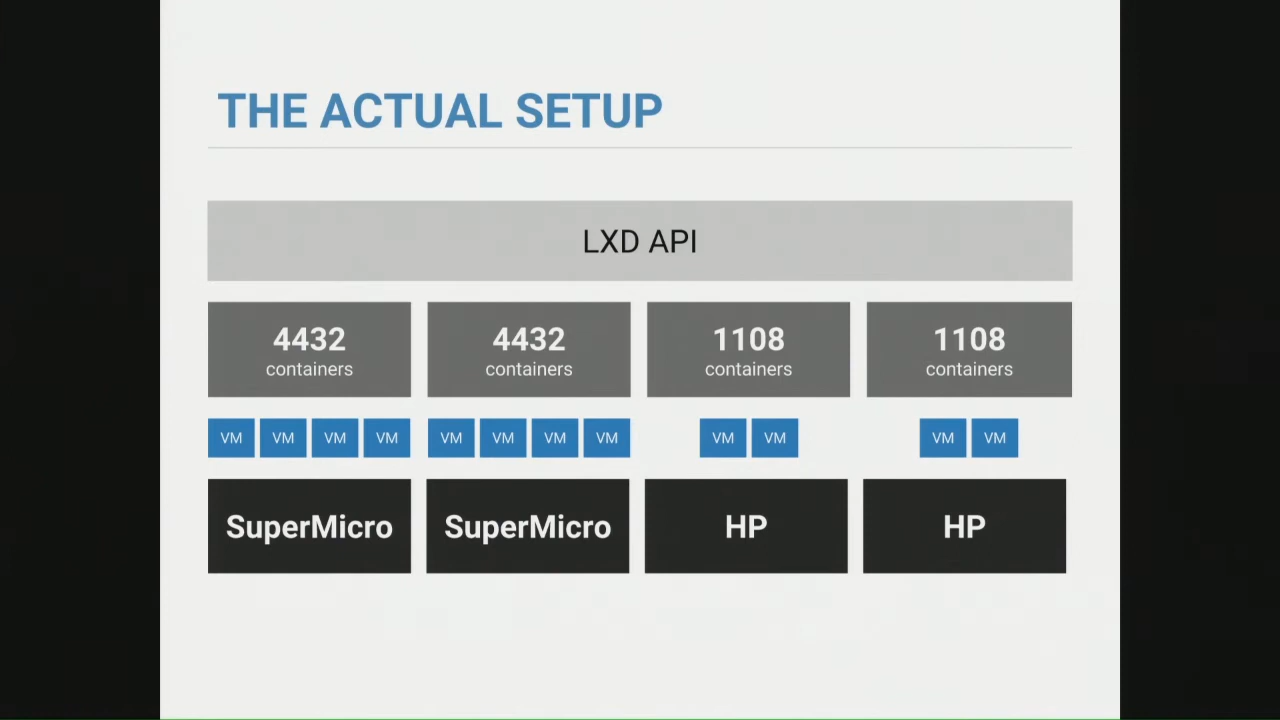 THE ACTUAL SETUP
LXD API
4432 4432 1108 1108
containers containers containers containers
VM VM VM VM VM VM VM VM VM VM VM VM
SuperMicro SuperMicro HP HP